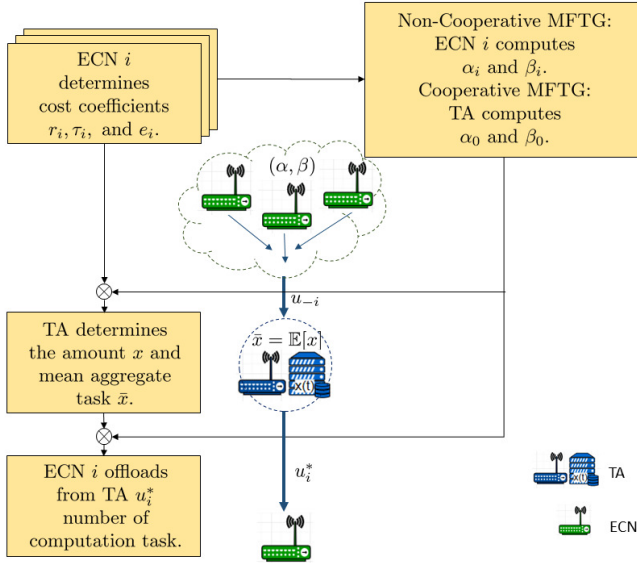 ECN i
determines
cost coefficients
r_i, τ_i, and e_i.
Non-Cooperative MFTG:
ECN i computes
α_i and β_i.
Cooperative MFTG:
TA computes
α_0 and β_0.
(α, β)
u_{-i}
TA determines
the amount x and
mean aggregate
task x̄.
x̄ = 𝔼[x]
x(t)
ECN i offloads
from TA u_i^*
number of
computation task.
u_i^*
x(t)
TA
ECN